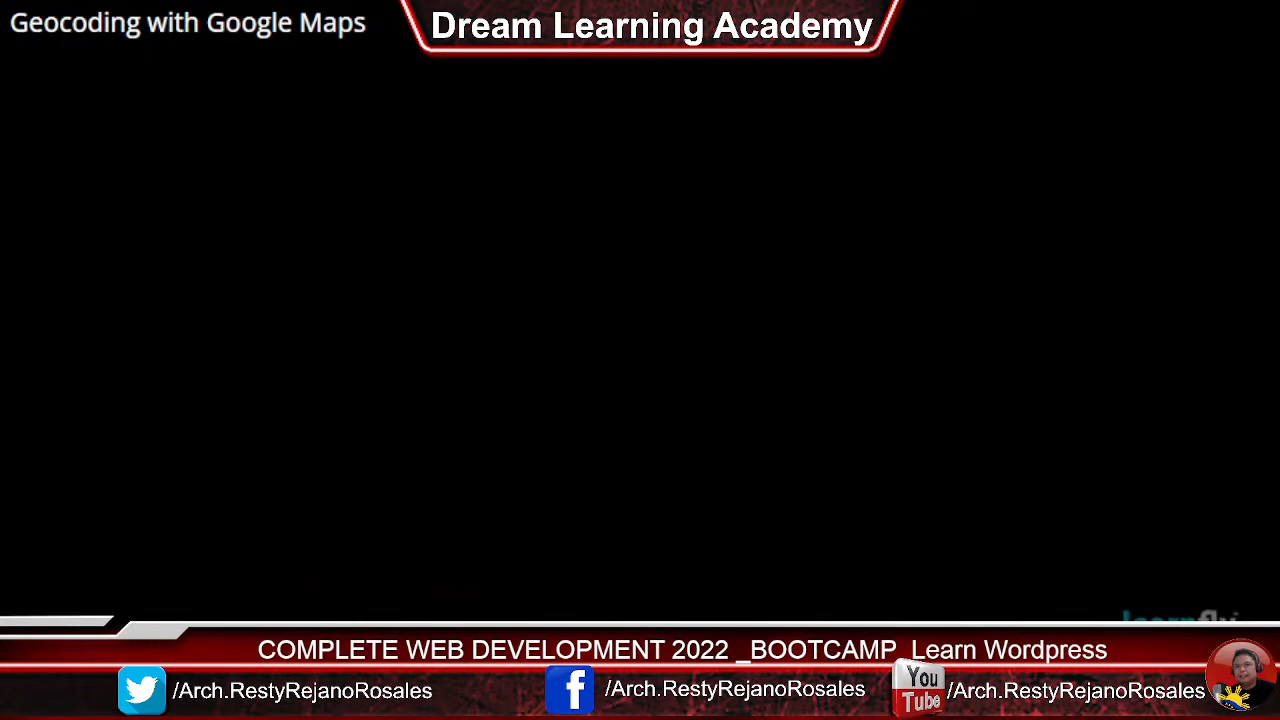 Geocoding with Google Maps
Dream Learning Academy
COMPLETE WEB DEVELOPMENT 2022 _BOOTCAMP_Learn Wordpress
/Arch.RestyRejanoRosales
/Arch.RestyRejanoRosales
You
Tube
/Arch.RestyRejanoRosales